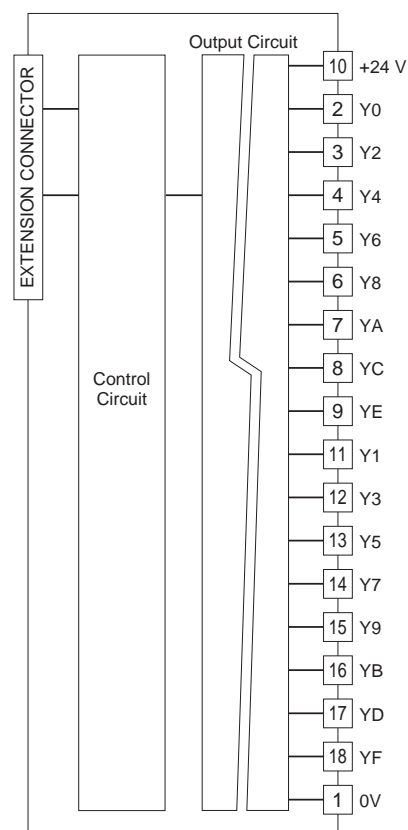 Output Circuit
EXTENSION CONNECTOR
Control
Circuit
10 +24 V
2 Y0
3 Y2
4 Y4
5 Y6
6 Y8
7 YA
8 YC
9 YE
11 Y1
12 Y3
13 Y5
14 Y7
15 Y9
16 YB
17 YD
18 YF
1 0V